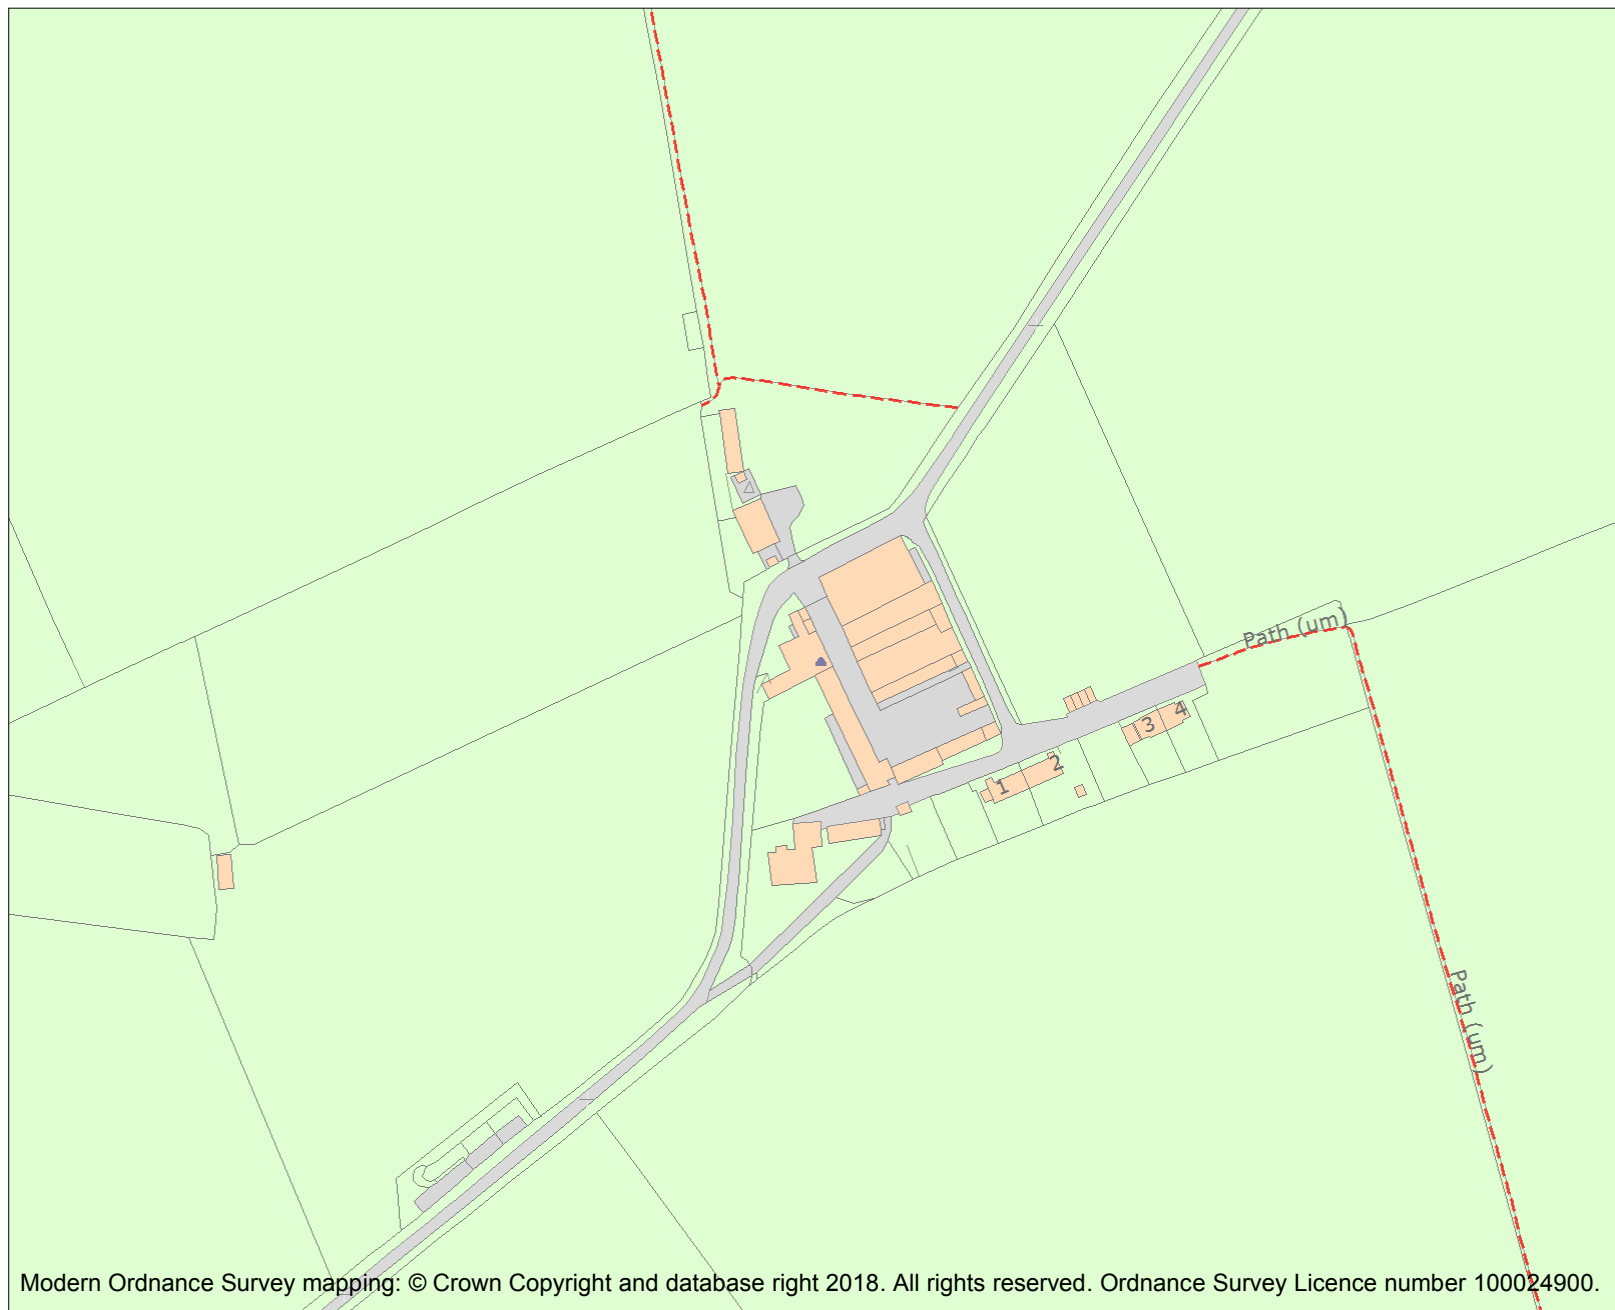 Path (um)
3
4
2
1
Path (um)
Modern Ordnance Survey mapping: © Crown Copyright and database right 2018. All rights reserved. Ordnance Survey Licence number 100024900.